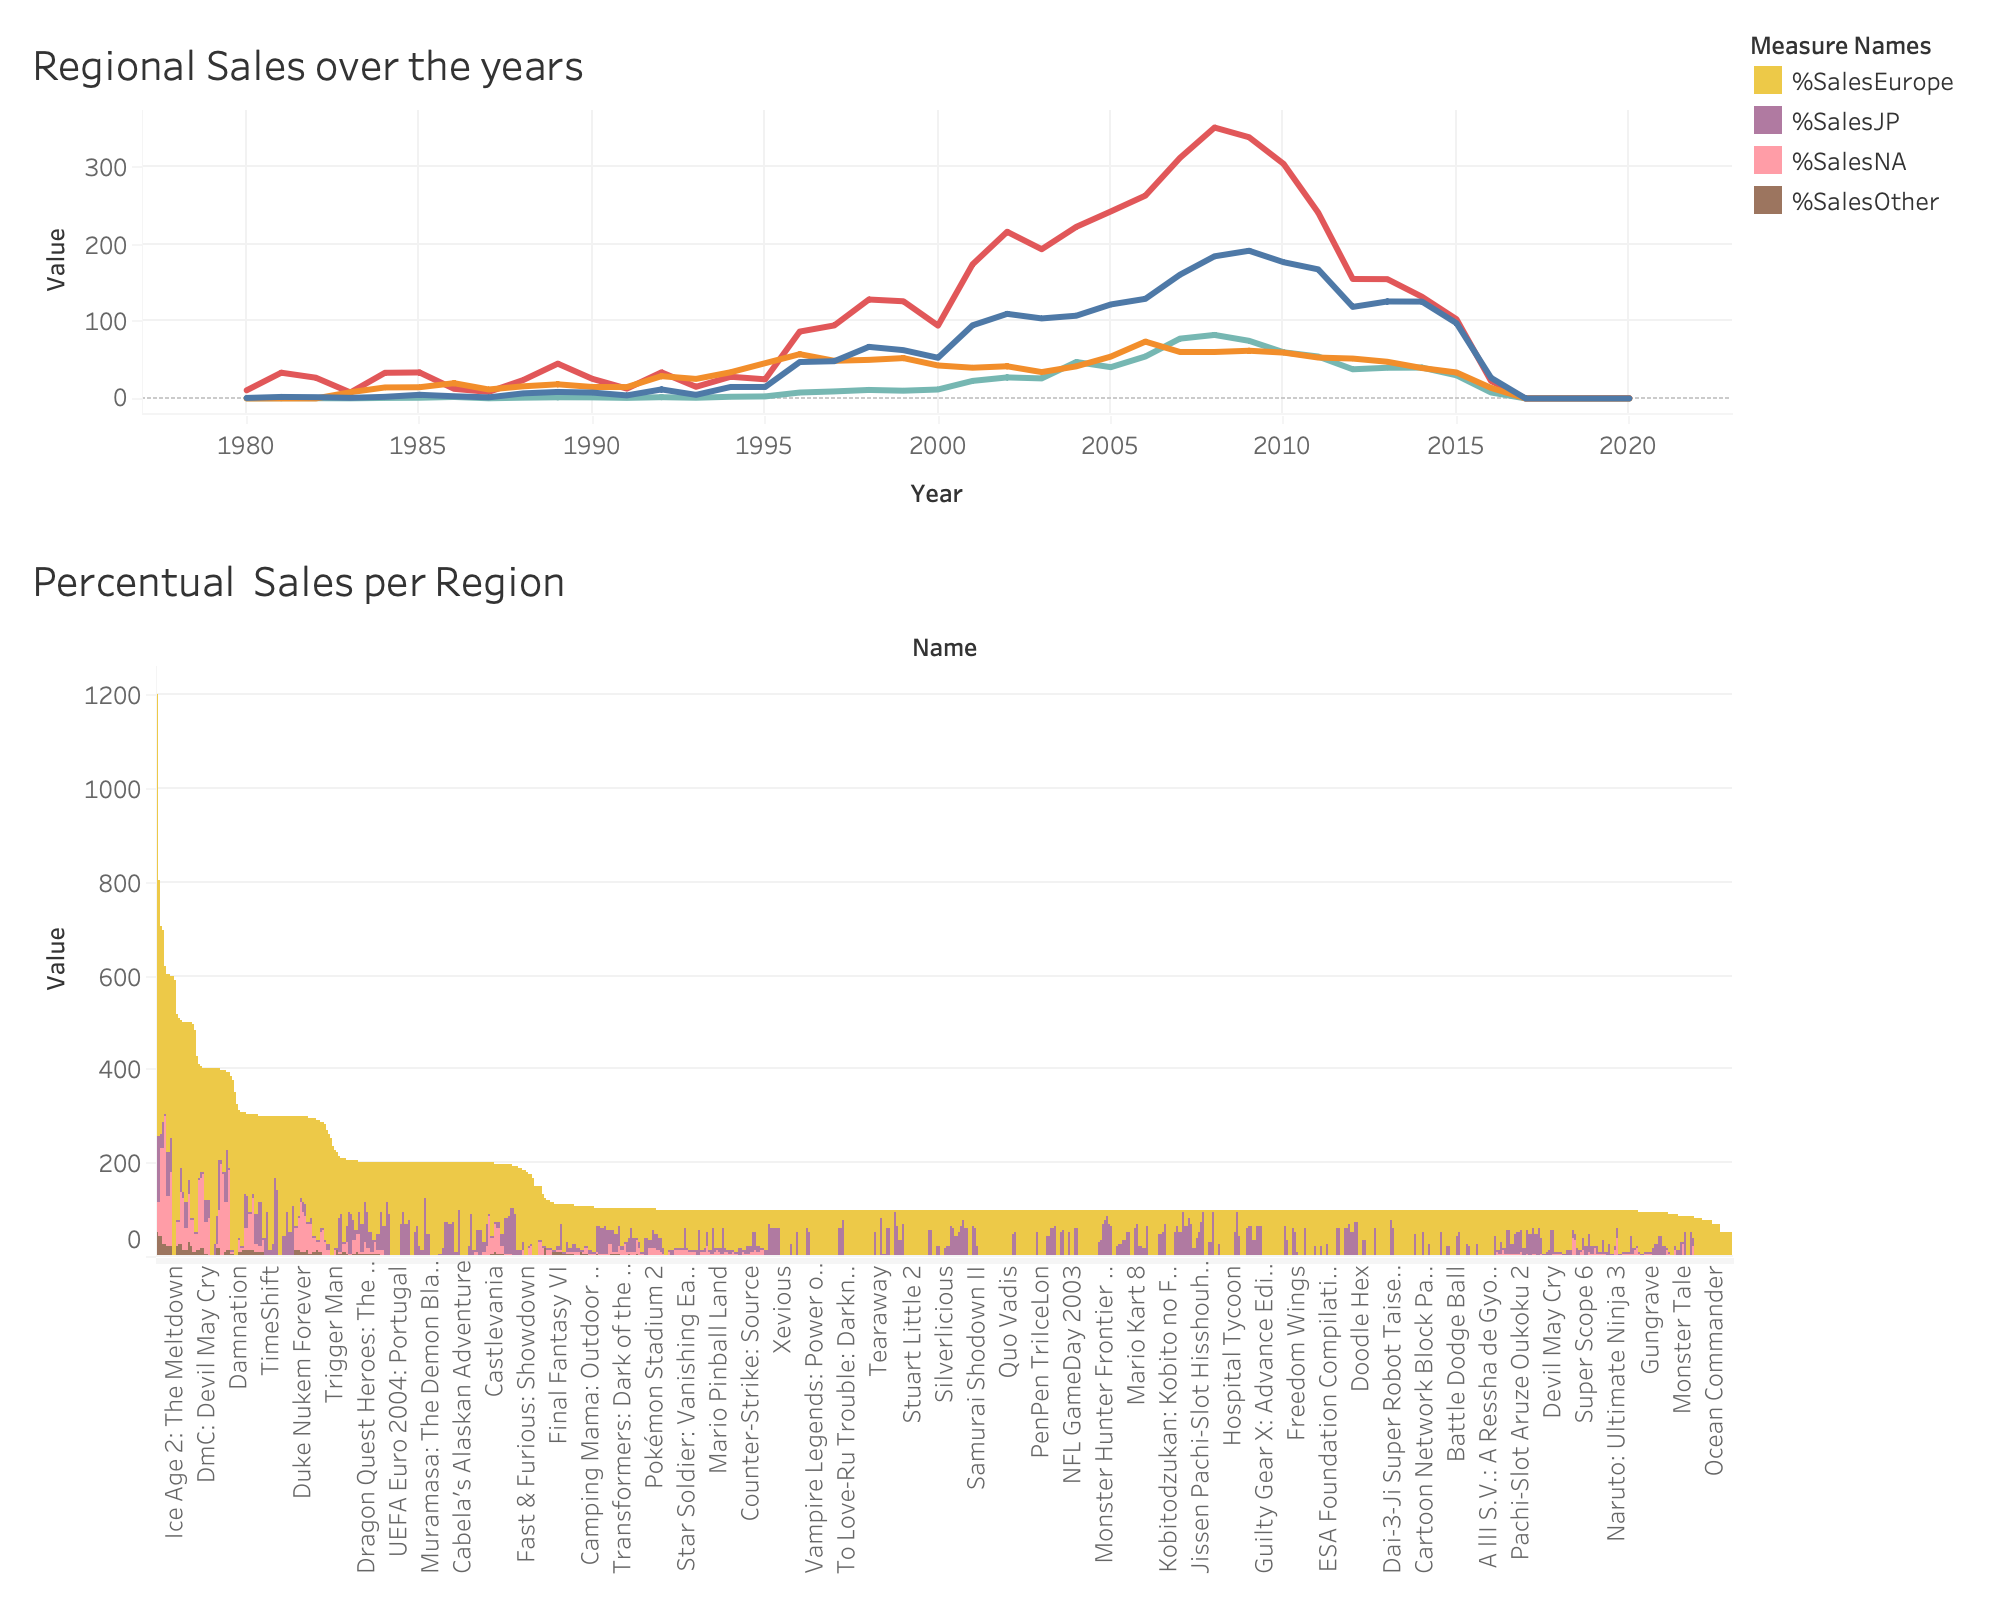 Regional Sales over the years
Measure Names
%SalesEurope
%SalesJP
%SalesNA
%SalesOther
Value
300
200
100
0
1980
1985
1990
1995
2000
2005
2010
2015
2020
Year
Percentual Sales per Region
Name
Value
1200
1000
800
600
400
200
0
Ice Age 2: The Meltdown
DmC: Devil May Cry
Damnation
TimeShift
Duke Nukem Forever
Trigger Man
Dragon Quest Heroes: The ..
UEFA Euro 2004: Portugal
Muramasa: The Demon Bla..
Cabela's Alaskan Adventure
Castlevania
Fast & Furious: Showdown
Final Fantasy VI
Camping Mama: Outdoor ..
Transformers: Dark of the ..
Pokémon Stadium 2
Star Soldier: Vanishing Ea..
Mario Pinball Land
Counter-Strike: Source
Xevious
Vampire Legends: Power o..
To Love-Ru Trouble: Darkn..
Tearaway
Stuart Little 2
Silverlicious
Samurai Shodown II
Quo Vadis
PenPen TriIceLon
NFL GameDay 2003
Monster Hunter Frontier ..
Mario Kart 8
Kobitodzukan: Kobito no F..
Jissen Pachi-Slot Hisshouh..
Hospital Tycoon
Guilty Gear X: Advance Edi..
Freedom Wings
ESA Foundation Compilati..
Doodle Hex
Dai-3-Ji Super Robot Taise..
Cartoon Network Block Pa..
Battle Dodge Ball
A III S.V.: A Ressha de Gyo..
Pachi-Slot Aruze Oukoku 2
Devil May Cry
Super Scope 6
Naruto: Ultimate Ninja 3
Gungrave
Monster Tale
Ocean Commander